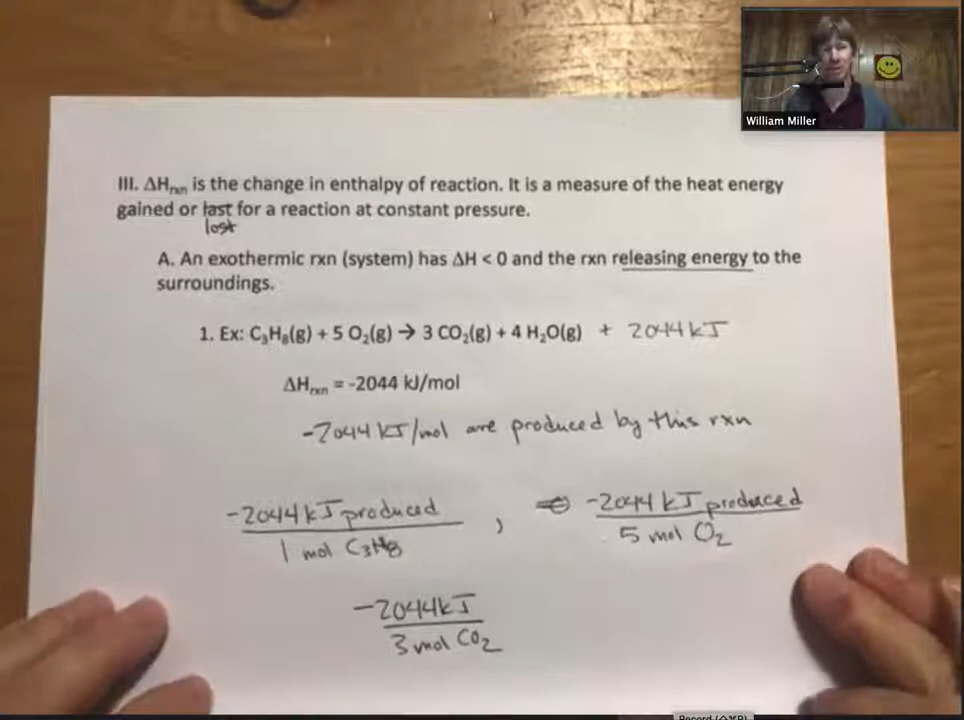 William Miller
III. ΔHrxn is the change in enthalpy of reaction. It is a measure of the heat energy
gained or last for a reaction at constant pressure.
lost
A. An exothermic rxn (system) has ΔH < 0 and the rxn releasing energy to the
surroundings.
1. Ex: C₃H₈(g) + 5 O₂(g) → 3 CO₂(g) + 4 H₂O(g) + 2044 kJ
ΔHrxn = -2044 kJ/mol
-2044 kJ/mol are produced by this rxn
-2044 kJ produced , -2044 kJ produced
1 mol C₃H₈ 5 mol O₂
-2044 kJ
3 mol CO₂